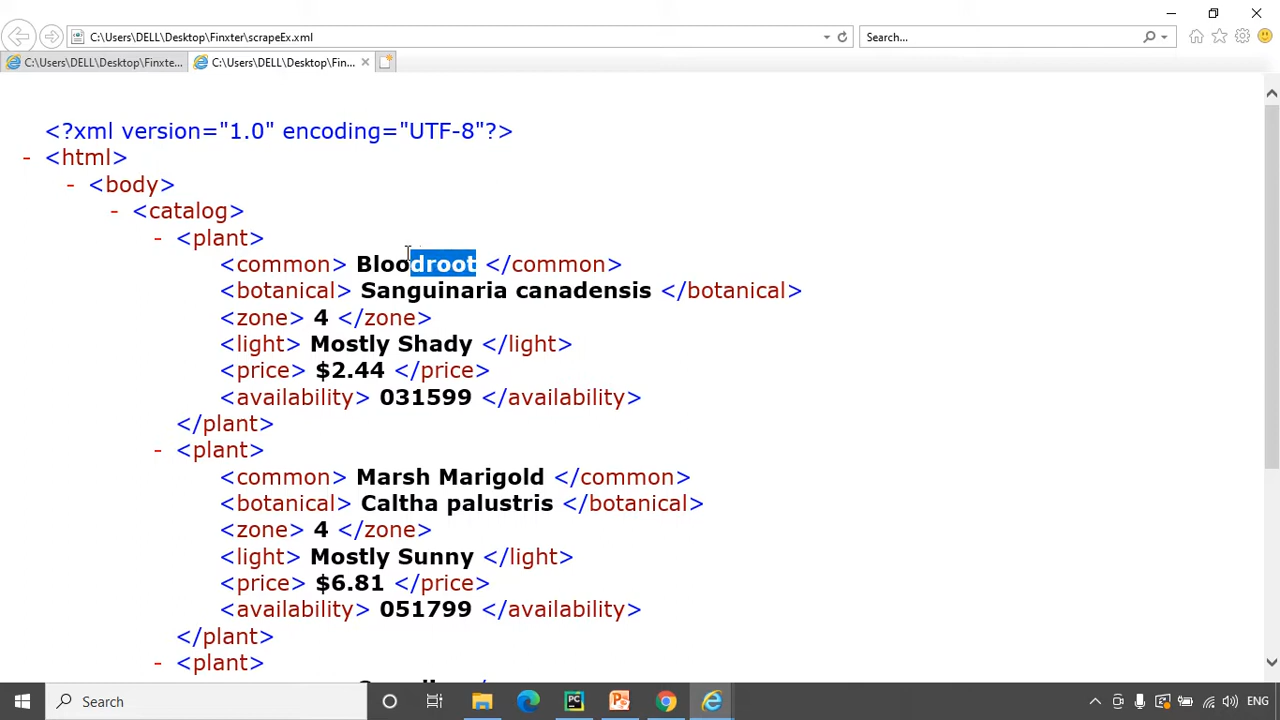 C:\Users\DELL\Desktop\Finxter\scrapeEx.xml
Search...
C:\Users\DELL\Desktop\Finxte...
C:\Users\DELL\Desktop\Fin...
<?xml version="1.0" encoding="UTF-8"?>
- <html>
- <body>
- <catalog>
- <plant>
<common> Bloodroot </common>
<botanical> Sanguinaria canadensis </botanical>
<zone> 4 </zone>
<light> Mostly Shady </light>
<price> $2.44 </price>
<availability> 031599 </availability>
</plant>
- <plant>
<common> Marsh Marigold </common>
<botanical> Caltha palustris </botanical>
<zone> 4 </zone>
<light> Mostly Sunny </light>
<price> $6.81 </price>
<availability> 051799 </availability>
</plant>
- <plant>
Search
PC
P
ENG